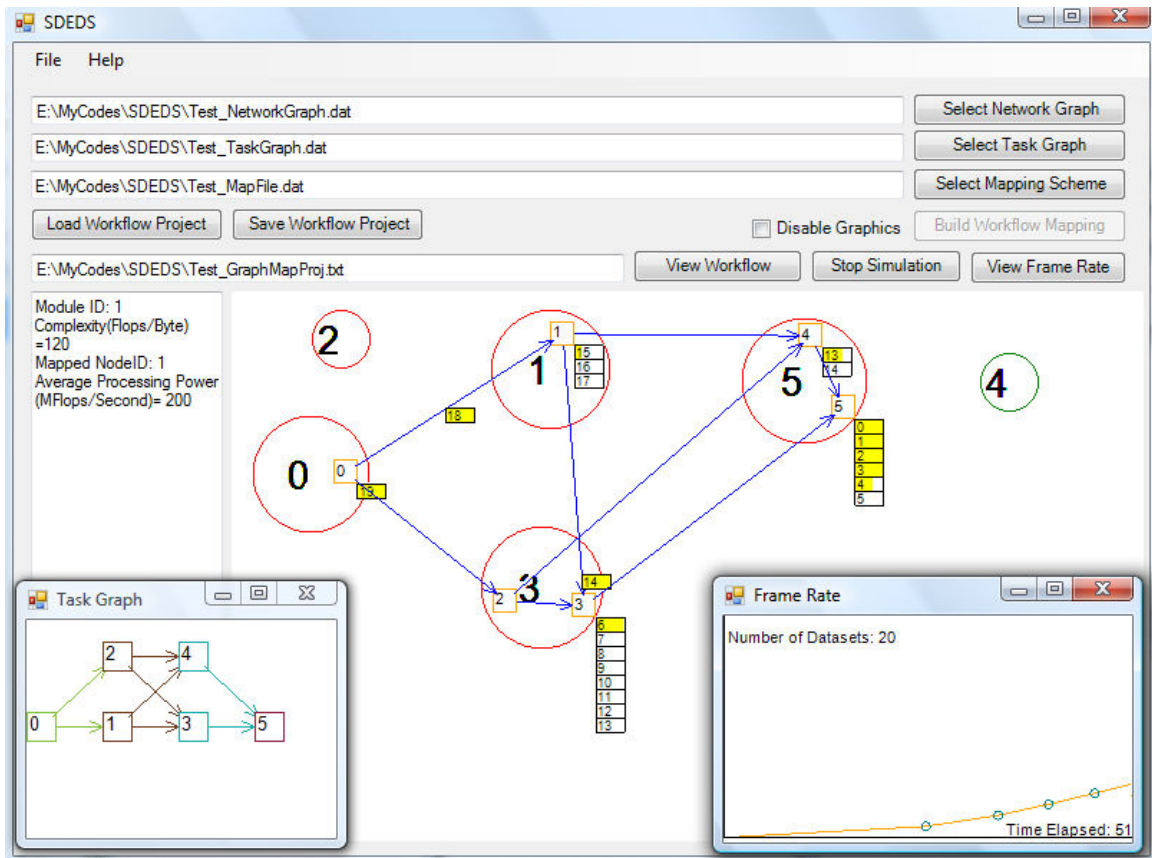 SDEDS
File Help
E:\MyCodes\SDEDS\Test_NetworkGraph.dat
Select Network Graph
E:\MyCodes\SDEDS\Test_TaskGraph.dat
Select Task Graph
E:\MyCodes\SDEDS\Test_MapFile.dat
Select Mapping Scheme
Load Workflow Project
Save Workflow Project
Disable Graphics
Build Workflow Mapping
E:\MyCodes\SDEDS\Test_GraphMapProj.txt
View Workflow
Stop Simulation
View Frame Rate
Module ID: 1
Complexity(Flops/Byte)
=120
Mapped NodeID: 1
Average Processing Power
(MFlops/Second)= 200
2
1
1
15
16
17
4
5
13
14
5
4
18
0
0
19
0
1
2
3
4
5
3
14
2
3
6
7
8
9
10
11
12
13
Task Graph
2
4
0
1
3
5
Frame Rate
Number of Datasets: 20
Time Elapsed: 51